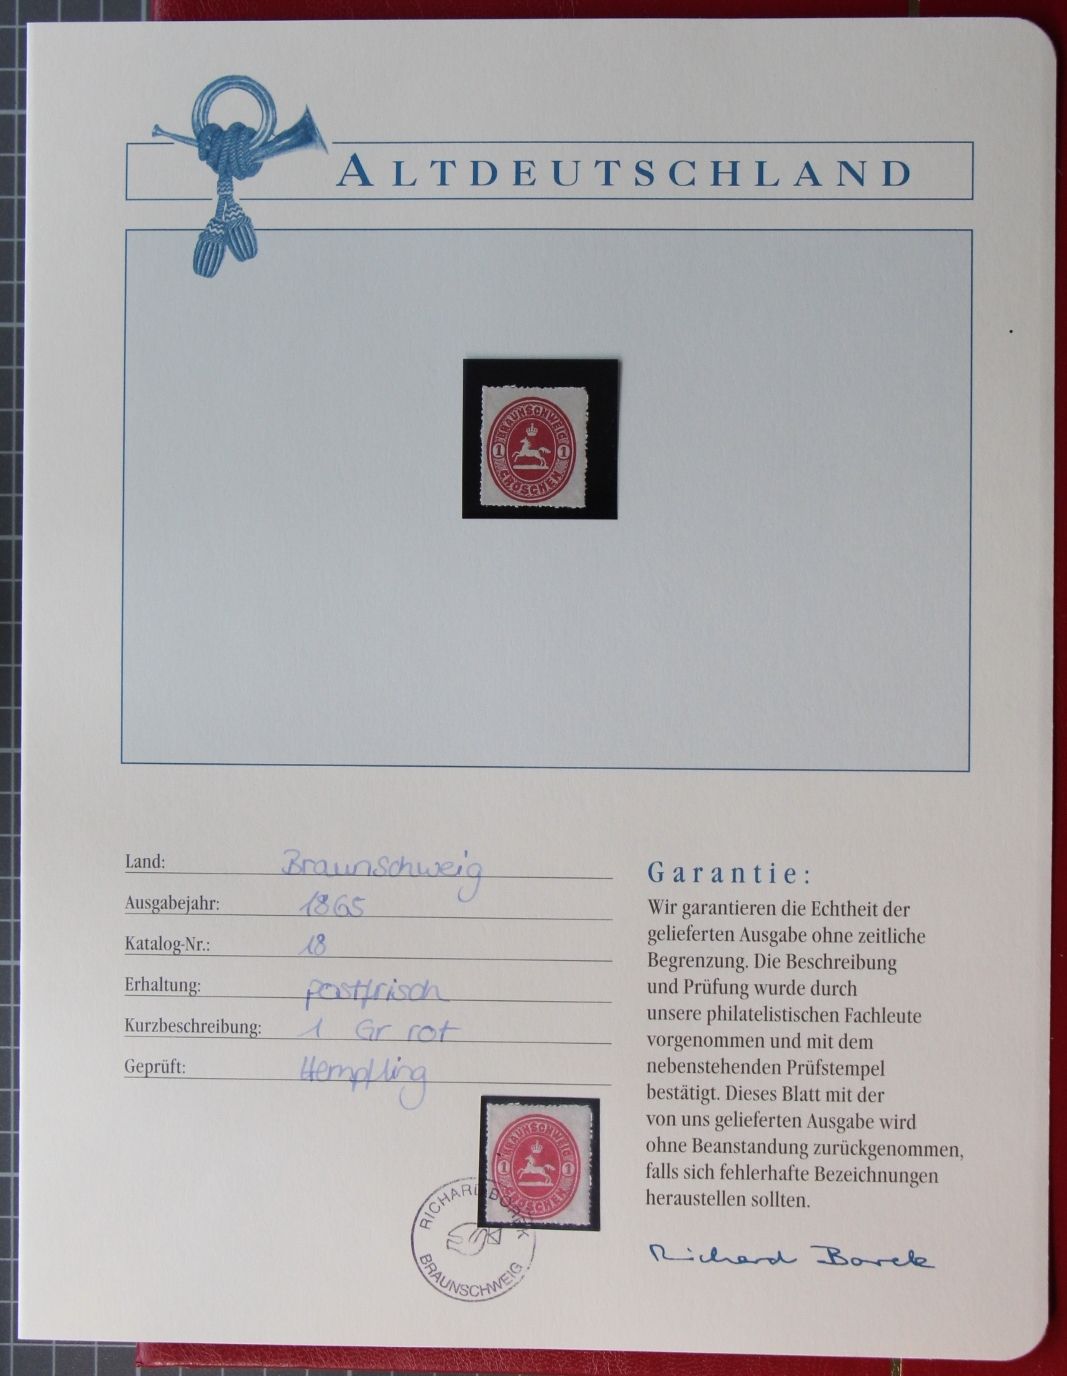 ALTDEUTSCHLAND
BRAUNSCHWEIG
1 1
GROSCHEN
Land: Braunschweig
Ausgabejahr: 1865
Katalog-Nr.: 18
Erhaltung: postfrisch
Kurzbeschreibung: 1 Gr rot
Geprüft: Hempfling
BRAUNSCHWEIG
1 1
GROSCHEN
RICHARD BOREK
BRAUNSCHWEIG
Garantie:
Wir garantieren die Echtheit der
gelieferten Ausgabe ohne zeitliche
Begrenzung. Die Beschreibung
und Prüfung wurde durch
unsere philatelistischen Fachleute
vorgenommen und mit dem
nebenstehenden Prüfstempel
bestätigt. Dieses Blatt mit der
von uns gelieferten Ausgabe wird
ohne Beanstandung zurückgenommen,
falls sich fehlerhafte Bezeichnungen
herausstellen sollten.
Richard Borek